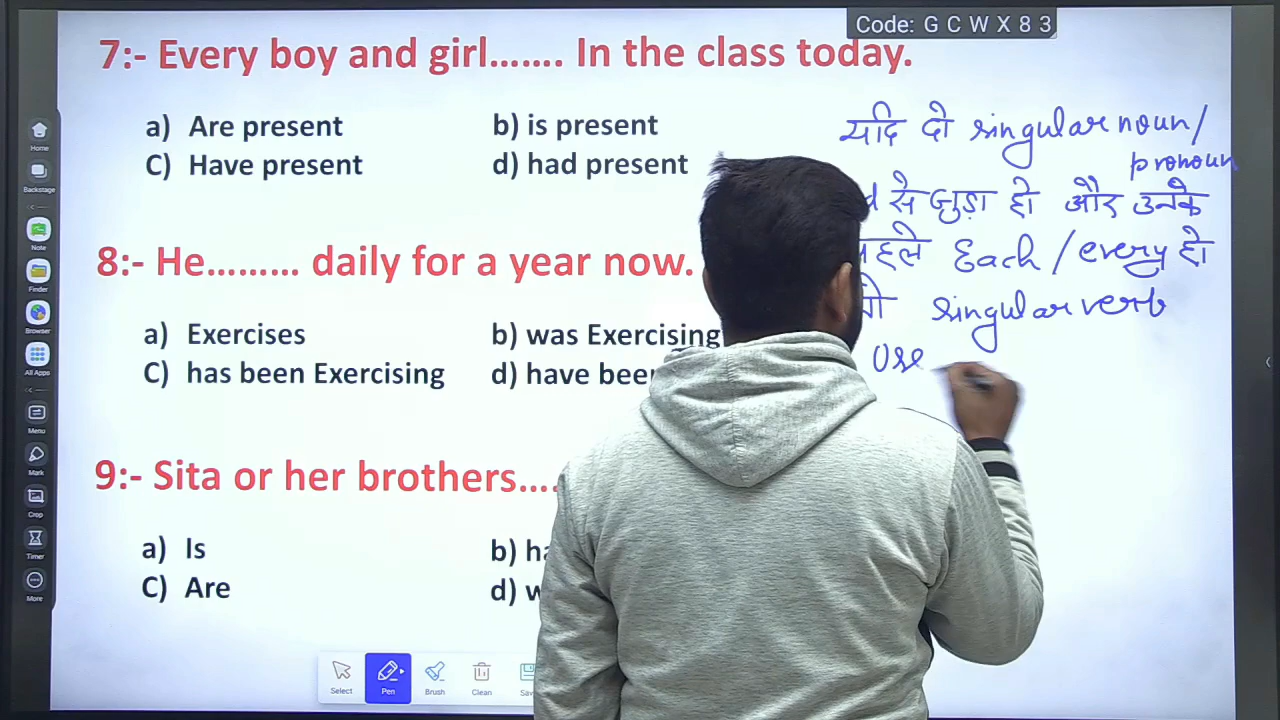 Code: G C W X 8 3
7:- Every boy and girl……. In the class today.
a) Are present
b) is present
C) Have present
d) had present
यदि दो singular noun/
pronoun
से जुड़ा हो और उनके
Each / every हो
singular verb
Use
8:- He……… daily for a year now.
a) Exercises
b) was Exercising
C) has been Exercising
d) have
9:- Sita or her brothers….
a) Is
b)
C) Are
d)
Home
Backstage
Note
Finder
Browser
All Apps
Menu
Mark
Crop
Timer
More
Select
Pen
Brush
Clean